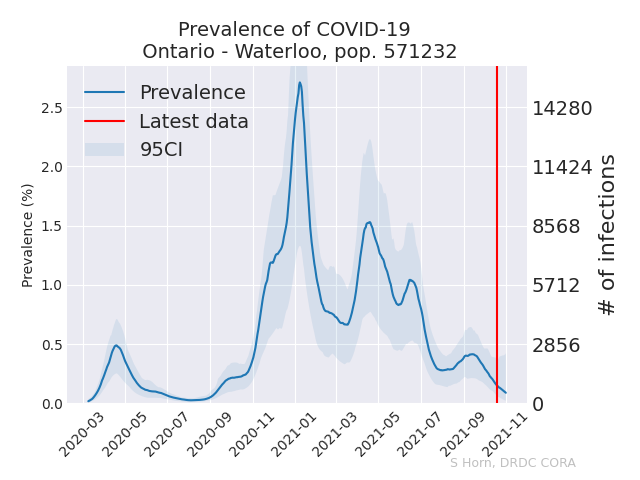 Prevalence of COVID-19
Ontario - Waterloo, pop. 571232
Prevalence
Latest data
95CI
Prevalence (%)
2.5
2.0
1.5
1.0
0.5
0.0
14280
11424
8568
5712
2856
0
# of infections
2020-03
2020-05
2020-07
2020-09
2020-11
2021-01
2021-03
2021-05
2021-07
2021-09
2021-11
S Horn, DRDC CORA